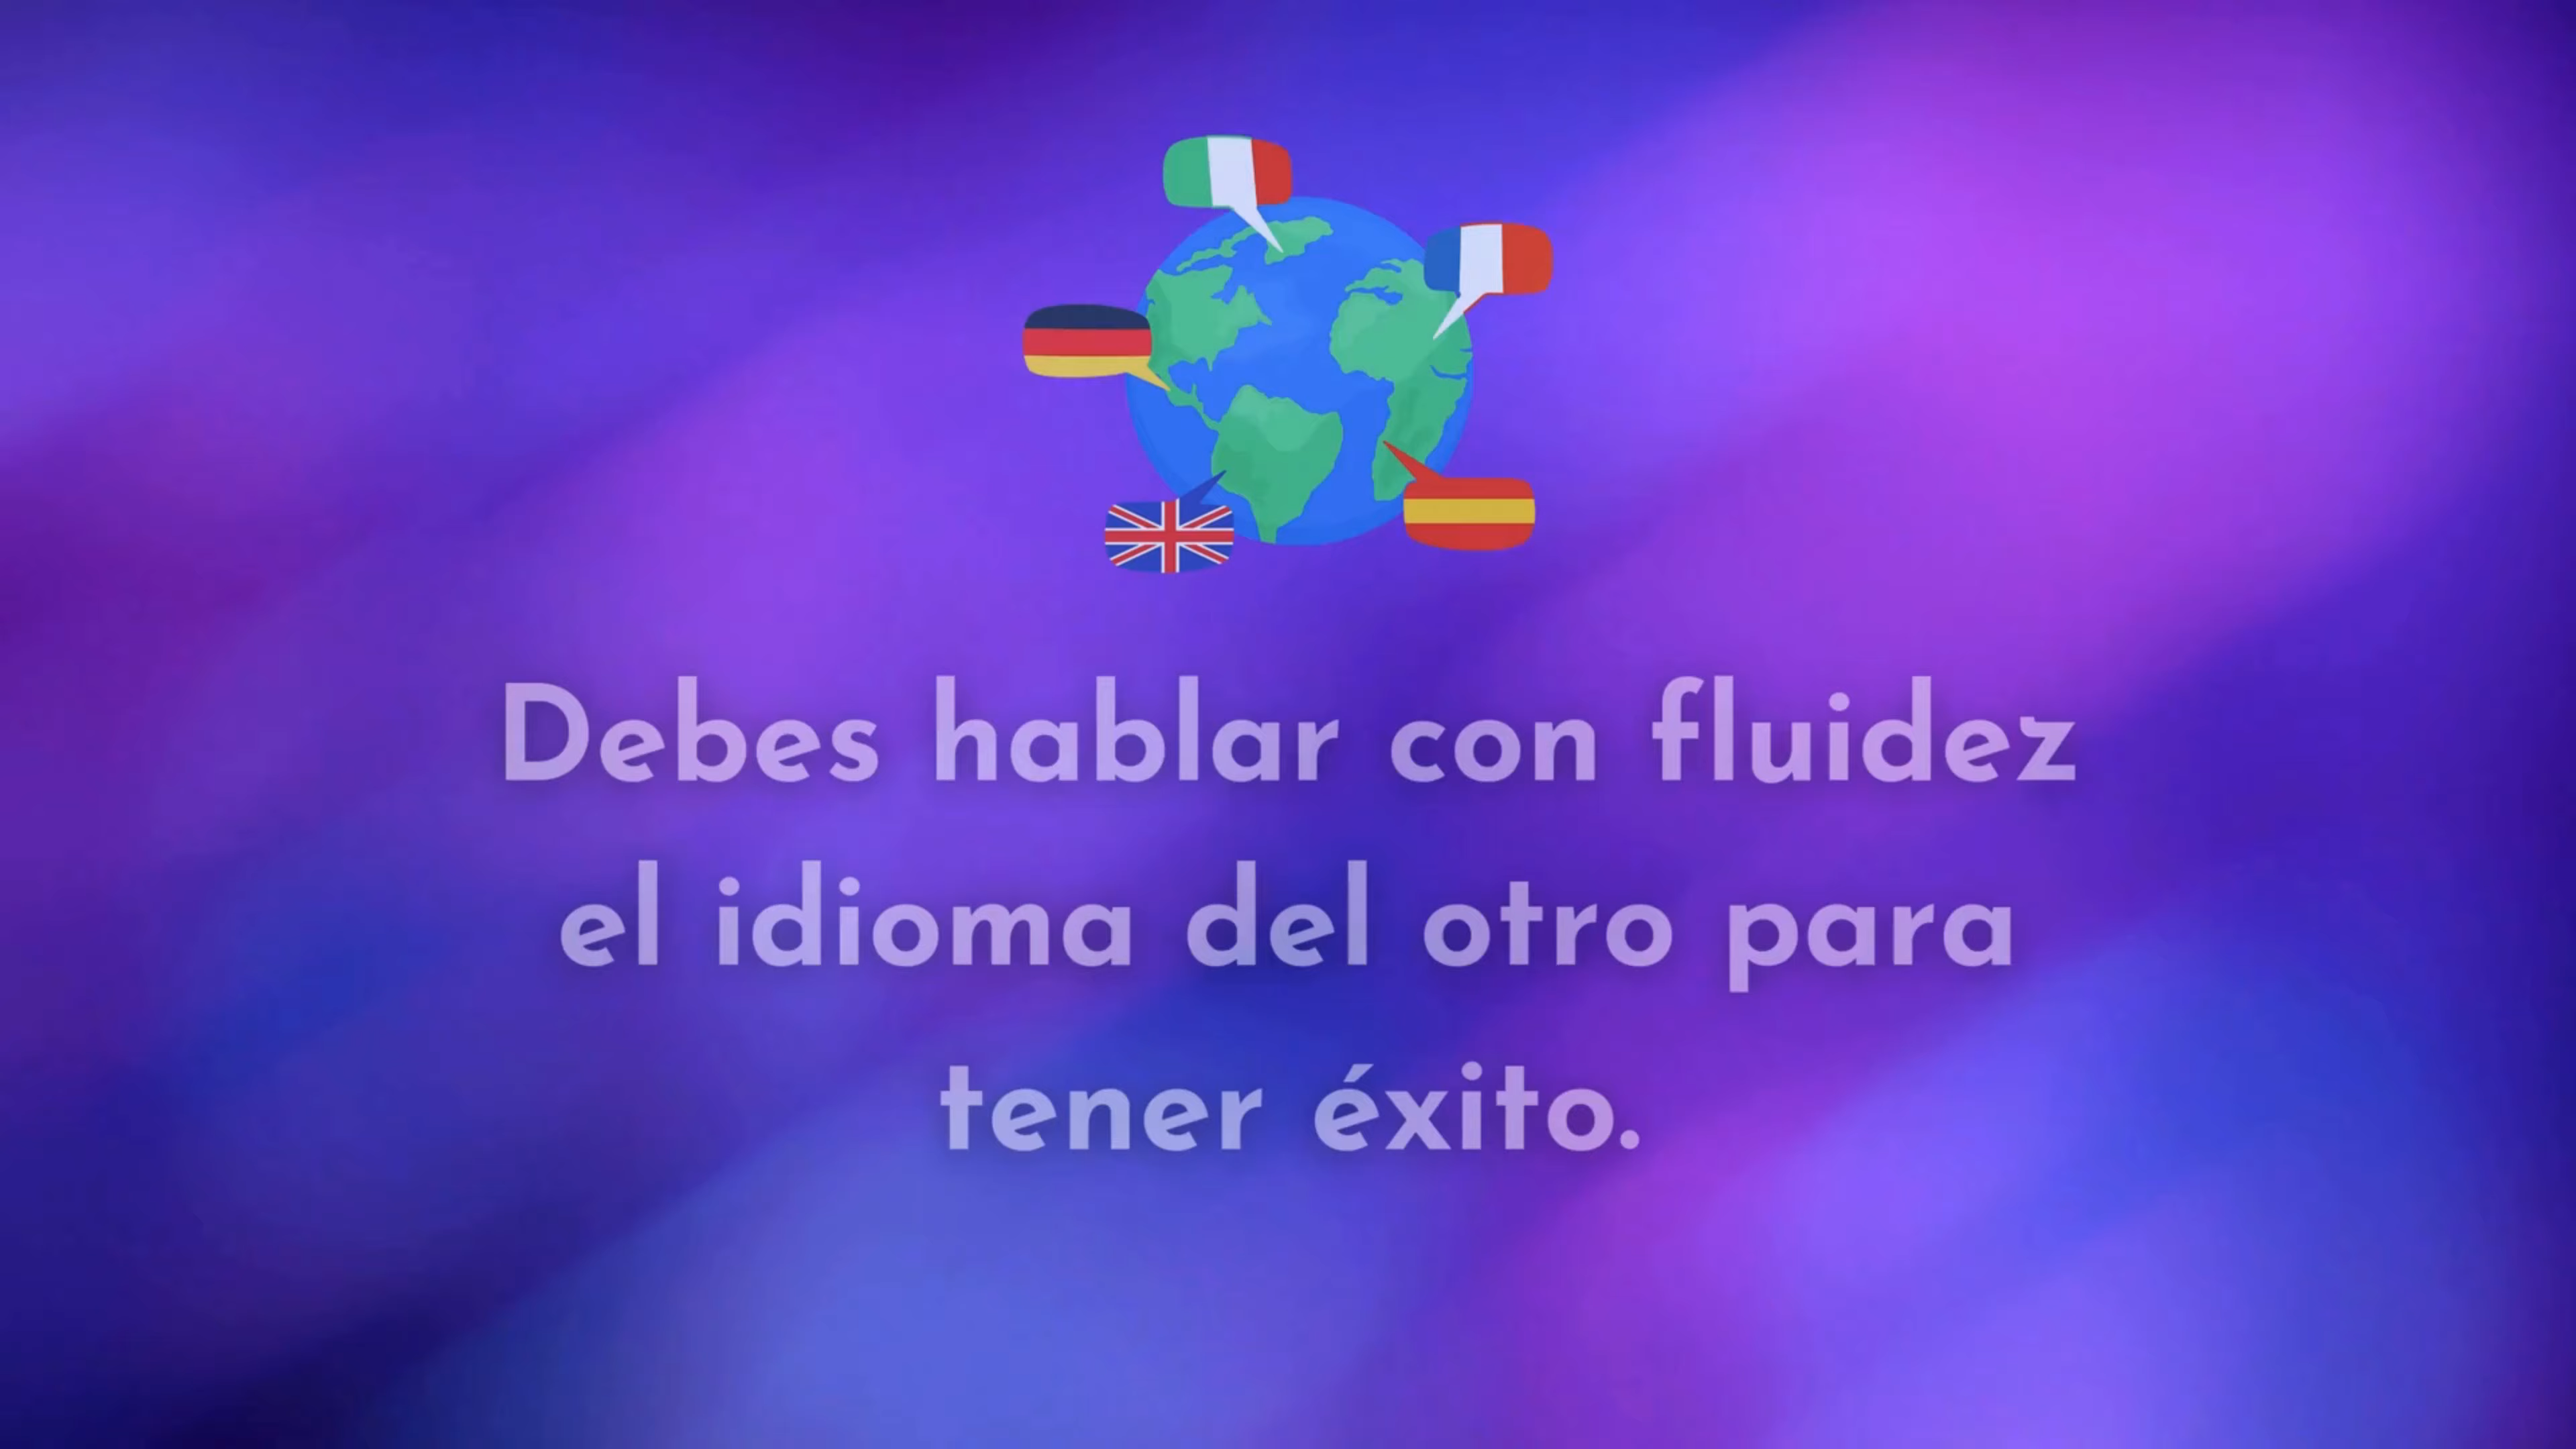 Debes hablar con fluidez
el idioma del otro para
tener éxito.